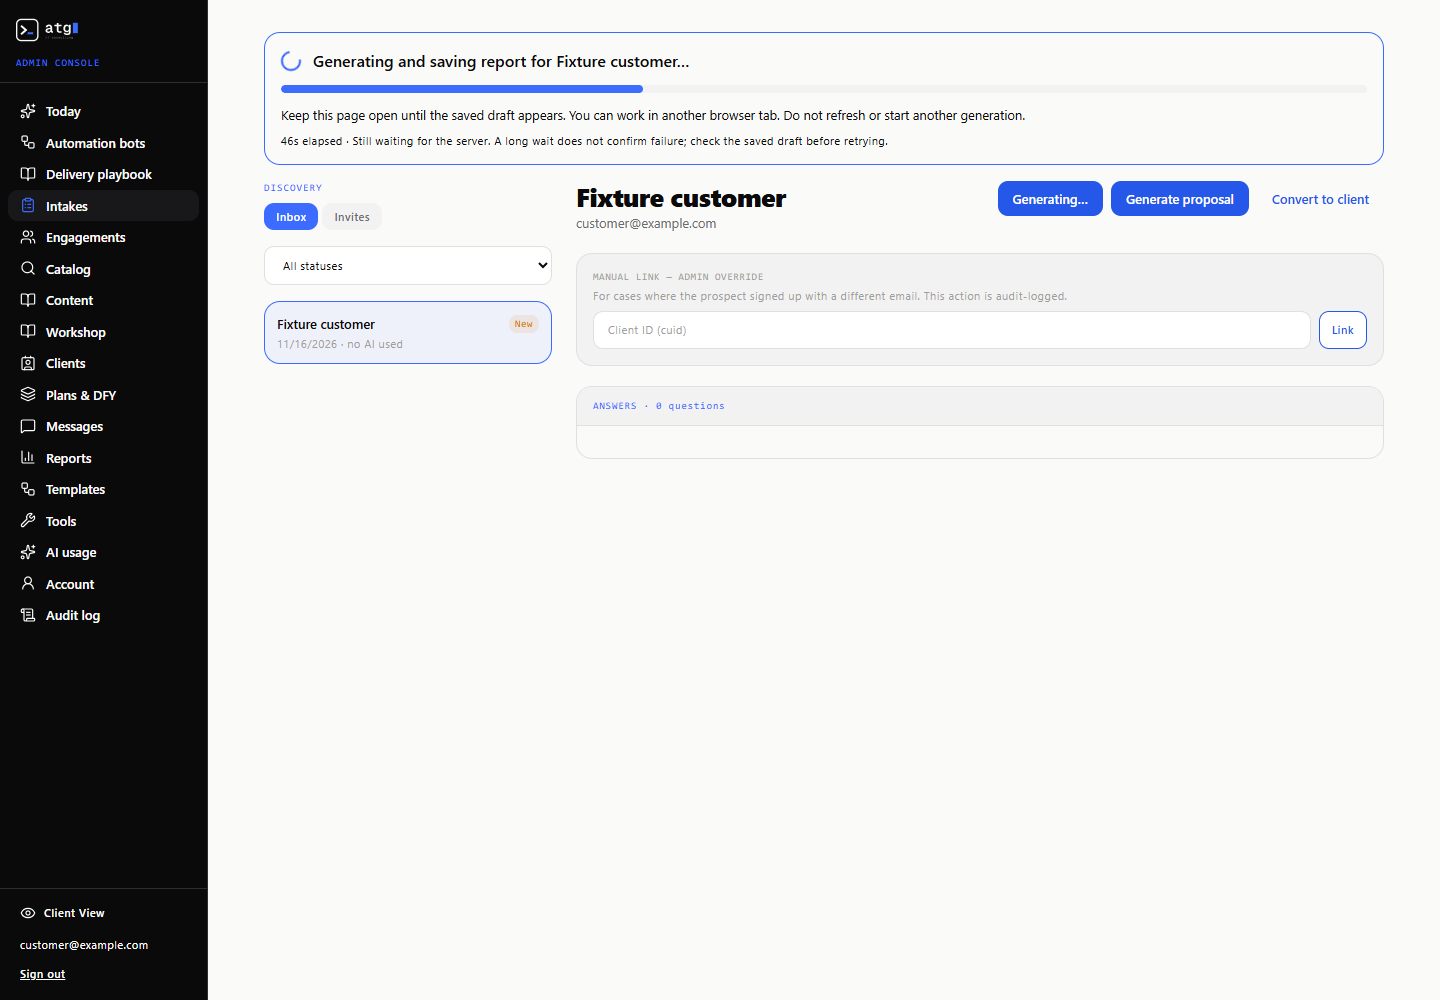 atg
ADMIN CONSOLE
Today
Automation bots
Delivery playbook
Intakes
Engagements
Catalog
Content
Workshop
Clients
Plans & DFY
Messages
Reports
Templates
Tools
AI usage
Account
Audit log
Client View
customer@example.com
Sign out
Generating and saving report for Fixture customer...
Keep this page open until the saved draft appears. You can work in another browser tab. Do not refresh or start another generation.
46s elapsed · Still waiting for the server. A long wait does not confirm failure; check the saved draft before retrying.
DISCOVERY
Inbox Invites
All statuses
Fixture customer New
11/16/2026 · no AI used
Fixture customer
customer@example.com
Generating... Generate proposal Convert to client
MANUAL LINK — ADMIN OVERRIDE
For cases where the prospect signed up with a different email. This action is audit-logged.
Client ID (cuid) Link
ANSWERS · 0 questions